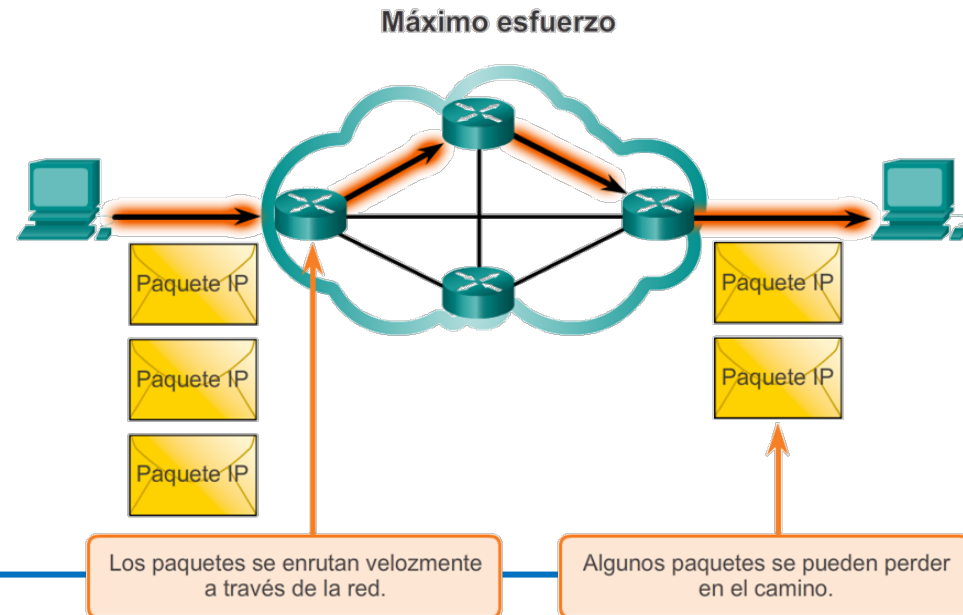 Máximo esfuerzo
Paquete IP
Paquete IP
Paquete IP
Paquete IP
Paquete IP
Los paquetes se enrutan velozmente
a través de la red.
Algunos paquetes se pueden perder
en el camino.